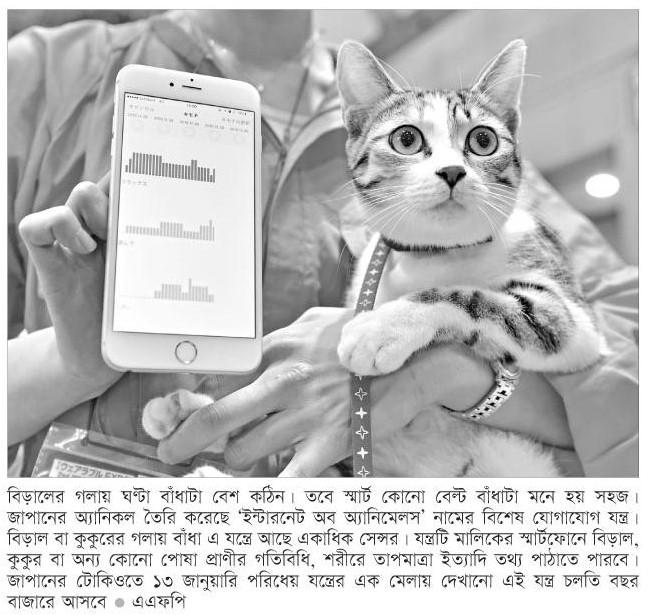 বিড়ালের গলায় ঘণ্টা বাঁধাটা বেশ কঠিন। তবে স্মার্ট কোনো বেল্ট বাঁধাটা মনে হয় সহজ।
জাপানের অ্যানিকল তৈরি করেছে ‘ইন্টারনেট অব অ্যানিমেলস’ নামের বিশেষ যোগাযোগ যন্ত্র।
বিড়াল বা কুকুরের গলায় বাঁধা এ যন্ত্রে আছে একাধিক সেন্সর। যন্ত্রটি মালিকের স্মার্টফোনে বিড়াল,
কুকুর বা অন্য কোনো পোষা প্রাণীর গতিবিধি, শরীরে তাপমাত্রা ইত্যাদি তথ্য পাঠাতে পারবে।
জাপানের টোকিওতে ১৩ জানুয়ারি পরিধেয় যন্ত্রের এক মেলায় দেখানো এই যন্ত্র চলতি বছর
বাজারে আসবে ● এএফপি